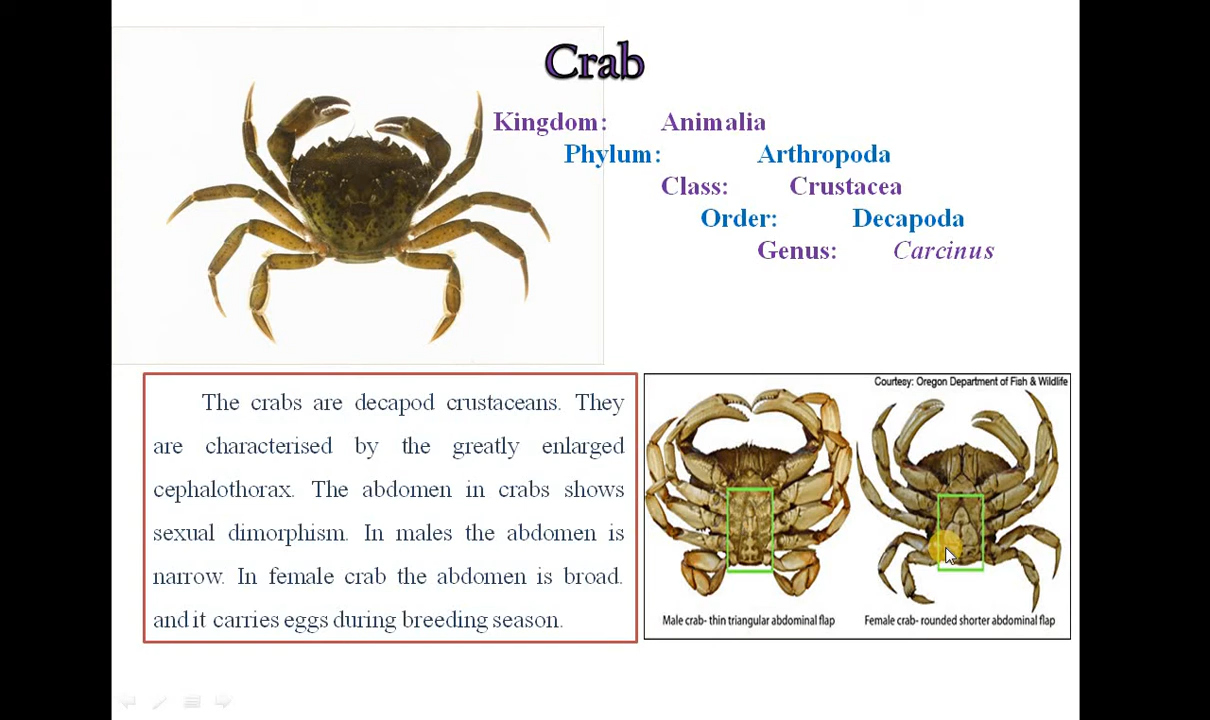 Crab
Kingdom: Animalia
Phylum: Arthropoda
Class: Crustacea
Order: Decapoda
Genus: Carcinus
The crabs are decapod crustaceans. They
are characterised by the greatly enlarged
cephalothorax. The abdomen in crabs shows
sexual dimorphism. In males the abdomen is
narrow. In female crab the abdomen is broad.
and it carries eggs during breeding season.
Courtesy: Oregon Department of Fish & Wildlife
Male crab- thin triangular abdominal flap
Female crab- rounded shorter abdominal flap